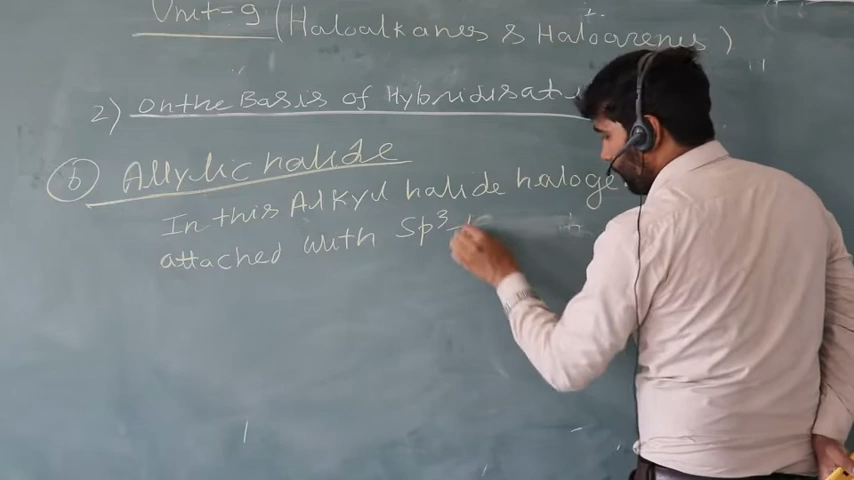 Unit-9 (Haloalkanes & Haloarenes)
2) On the Basis of Hybridisati
(b) Allylic halide
In this Alkyl halide haloge
attached with Sp³-